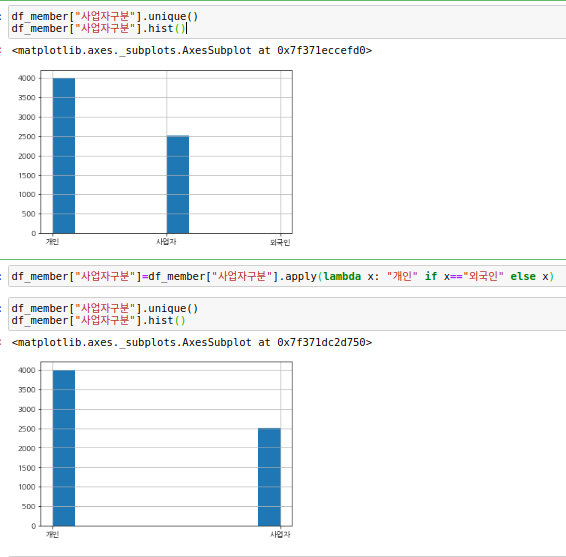 df_member["사업자구분"].unique()
df_member["사업자구분"].hist()
<matplotlib.axes._subplots.AxesSubplot at 0x7f371eccefd0>
4000
3500
3000
2500
2000
1500
1000
500
0
개인 사업자 외국인
df_member["사업자구분"]=df_member["사업자구분"].apply(lambda x: "개인" if x=="외국인" else x)
df_member["사업자구분"].unique()
df_member["사업자구분"].hist()
<matplotlib.axes._subplots.AxesSubplot at 0x7f371dc2d750>
4000
3500
3000
2500
2000
1500
1000
500
0
개인 사업자